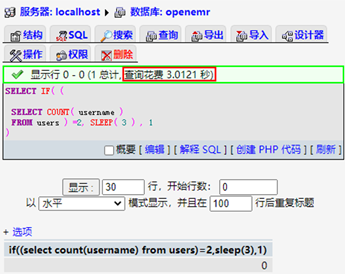 服务器: localhost ▸ 数据库: openemr
结构 SQL 搜索 查询 导出 导入 设计器
操作 权限 删除
显示行 0 - 0 (1 总计, 查询花费 3.0121 秒)
SELECT IF( (
SELECT COUNT( username )
FROM users ) =2, SLEEP( 3 ) , 1
)
概要 [ 编辑 ] [ 解释 SQL ] [ 创建 PHP 代码 ] [ 刷新 ]
显示 : 30 行，开始行数: 0
以 水平 模式显示，并且在 100 行后重复标题
+ 选项
if((select count(username) from users)=2,sleep(3),1)
0